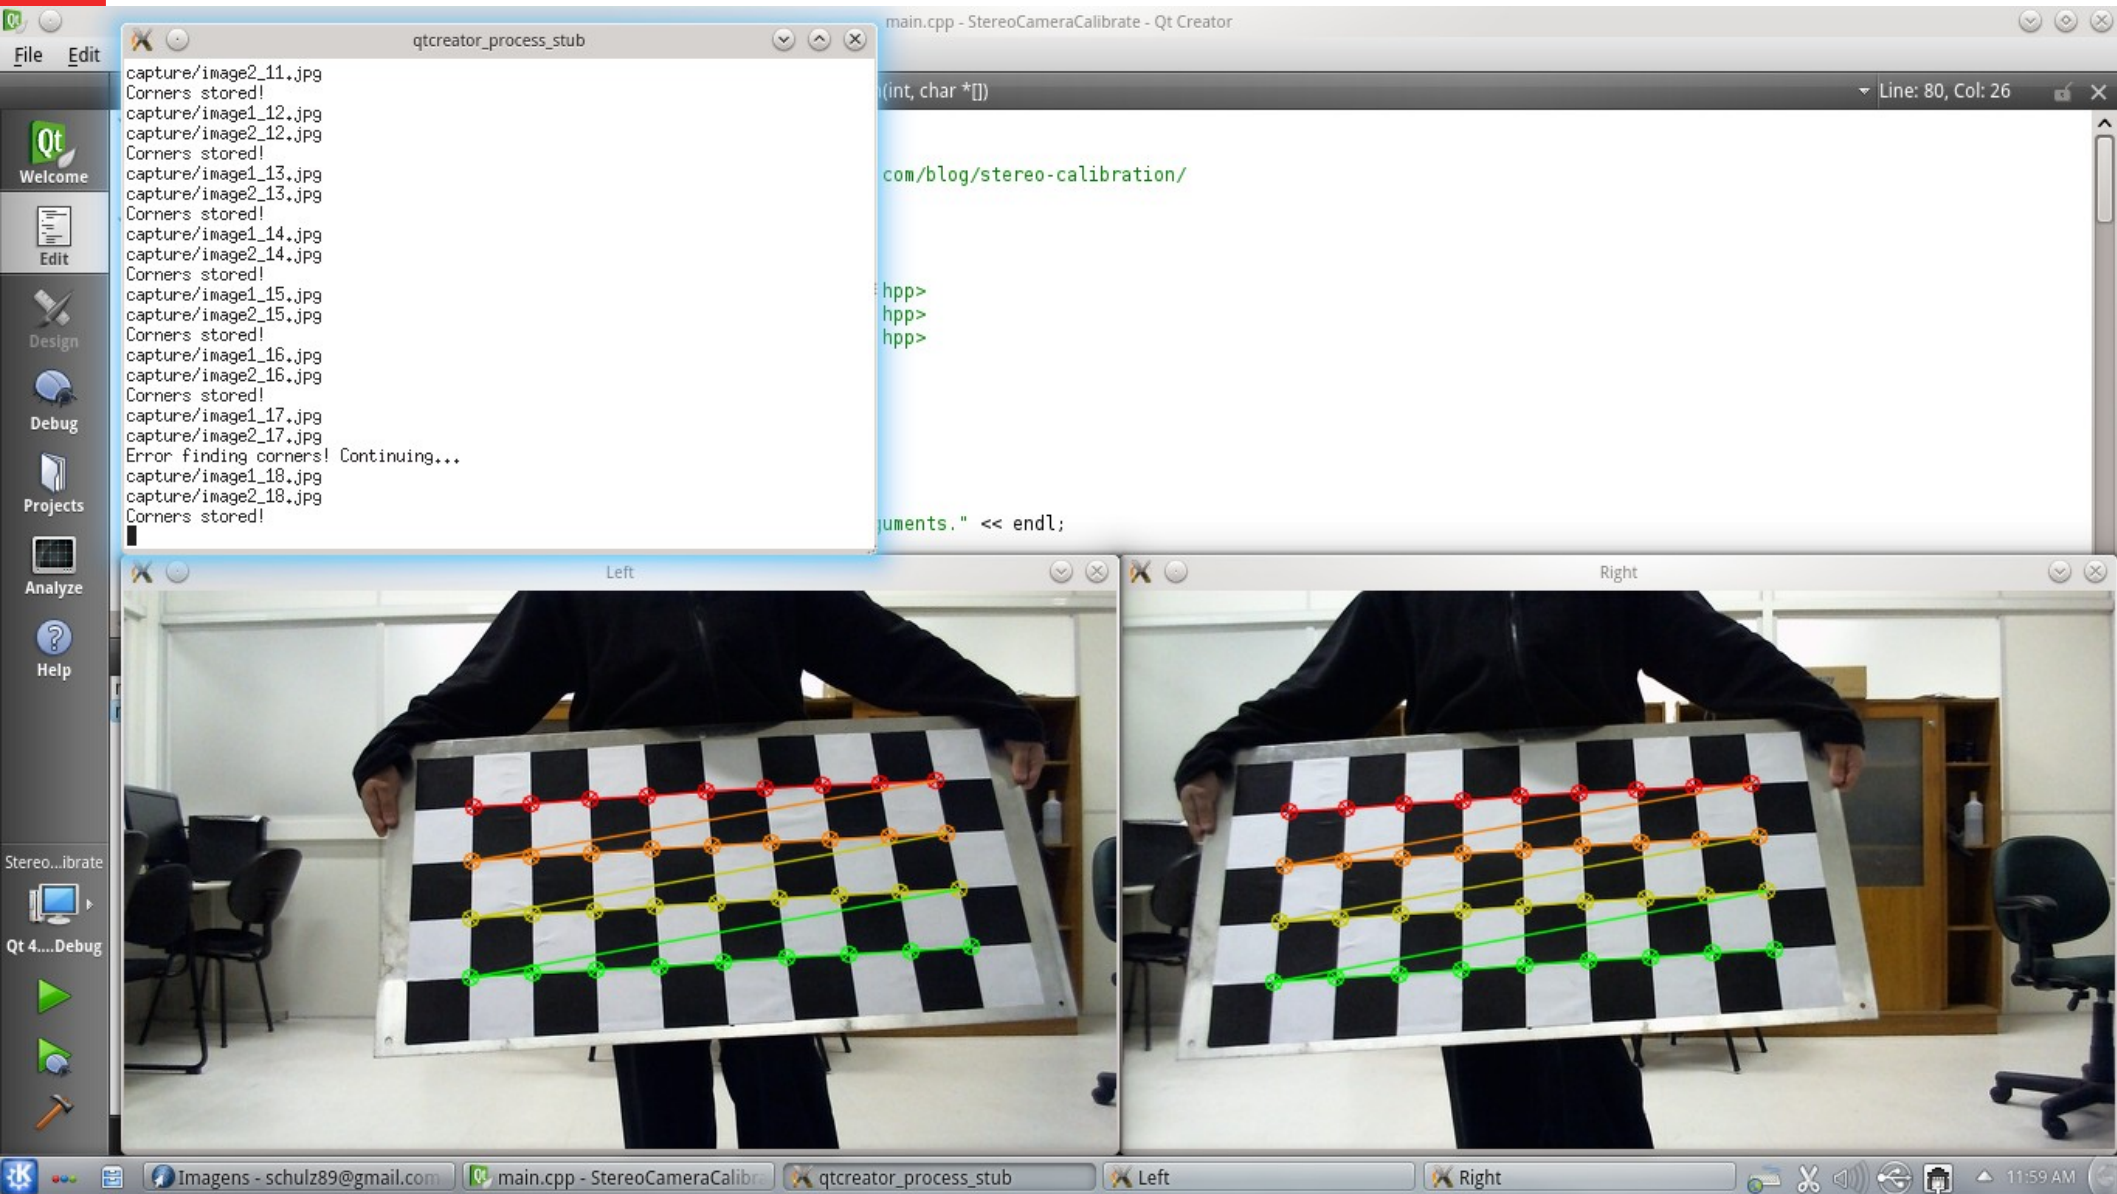 main.cpp - StereoCameraCalibrate - Qt Creator
qtcreator_process_stub
File Edit
(int, char *[])
Line: 80, Col: 26
capture/image2_11.jpg
Corners stored!
capture/image1_12.jpg
capture/image2_12.jpg
Corners stored!
capture/image1_13.jpg
capture/image2_13.jpg
Corners stored!
capture/image1_14.jpg
capture/image2_14.jpg
Corners stored!
capture/image1_15.jpg
capture/image2_15.jpg
Corners stored!
capture/image1_16.jpg
capture/image2_16.jpg
Corners stored!
capture/image1_17.jpg
capture/image2_17.jpg
Error finding corners! Continuing...
capture/image1_18.jpg
capture/image2_18.jpg
Corners stored!
com/blog/stereo-calibration/
hpp>
hpp>
hpp>
guments." << endl;
Qt
Welcome
Edit
Design
Debug
Projects
Analyze
Help
Stereo...ibrate
Qt 4....Debug
Left
Right
Imagens - schulz89@gmail.com
main.cpp - StereoCameraCalibra
qtcreator_process_stub
Left
Right
11:59 AM